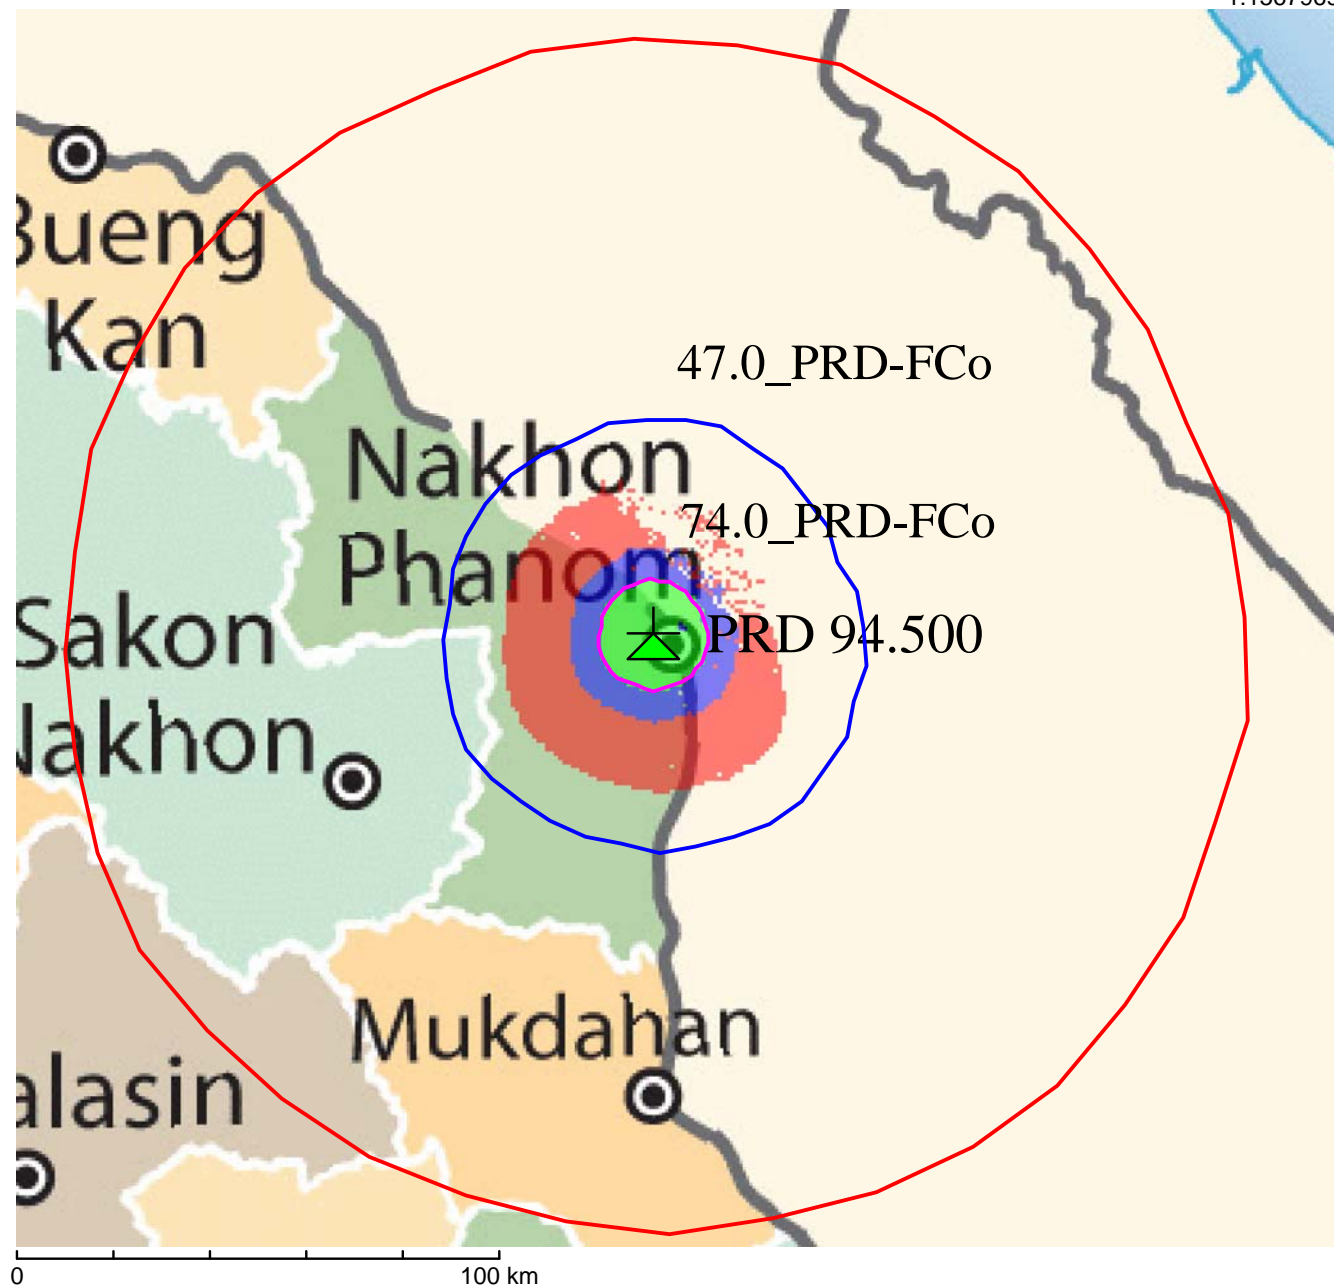 Bueng
Kan
47.0_PRD-FCo
Nakhon
Phanom
74.0_PRD-FCo
PRD 94.500
Sakon
Nakhon
Mukdahan
alasin
0
100 km